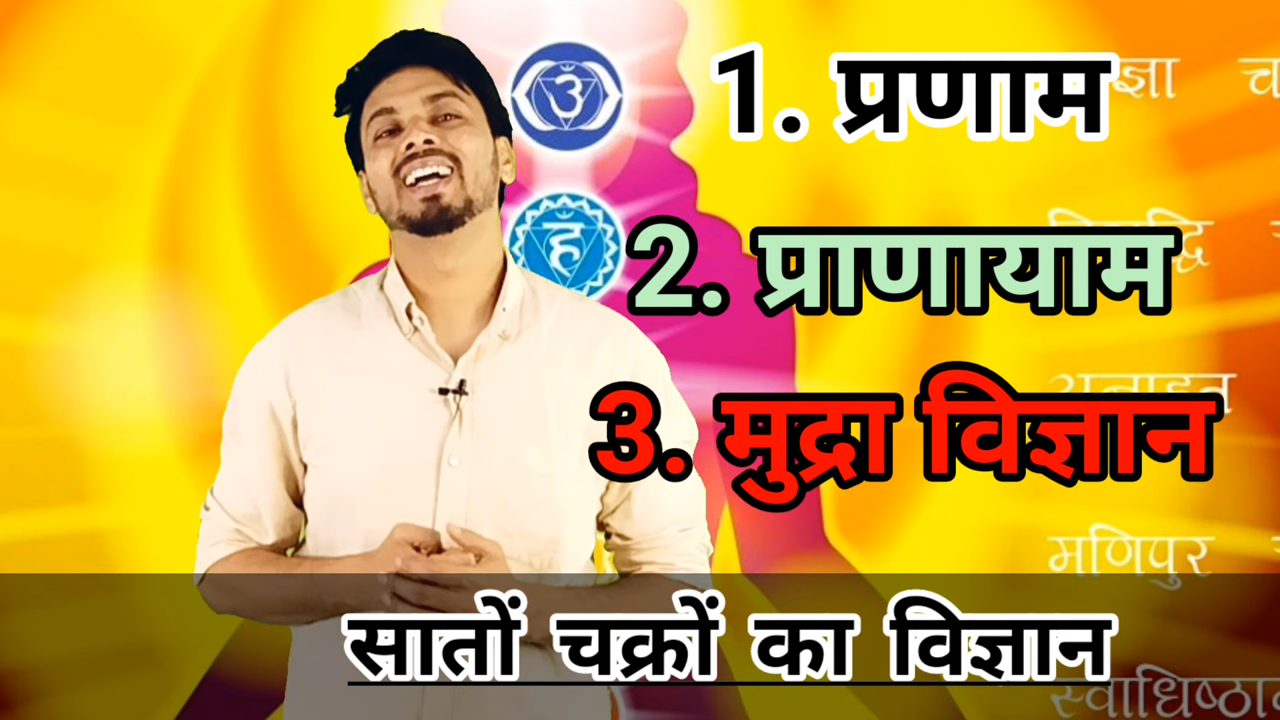 1. प्रणाम
2. प्राणायाम
3. मुद्रा विज्ञान
मणिपुर
सातों चक्रों का विज्ञान
ॐ
हं